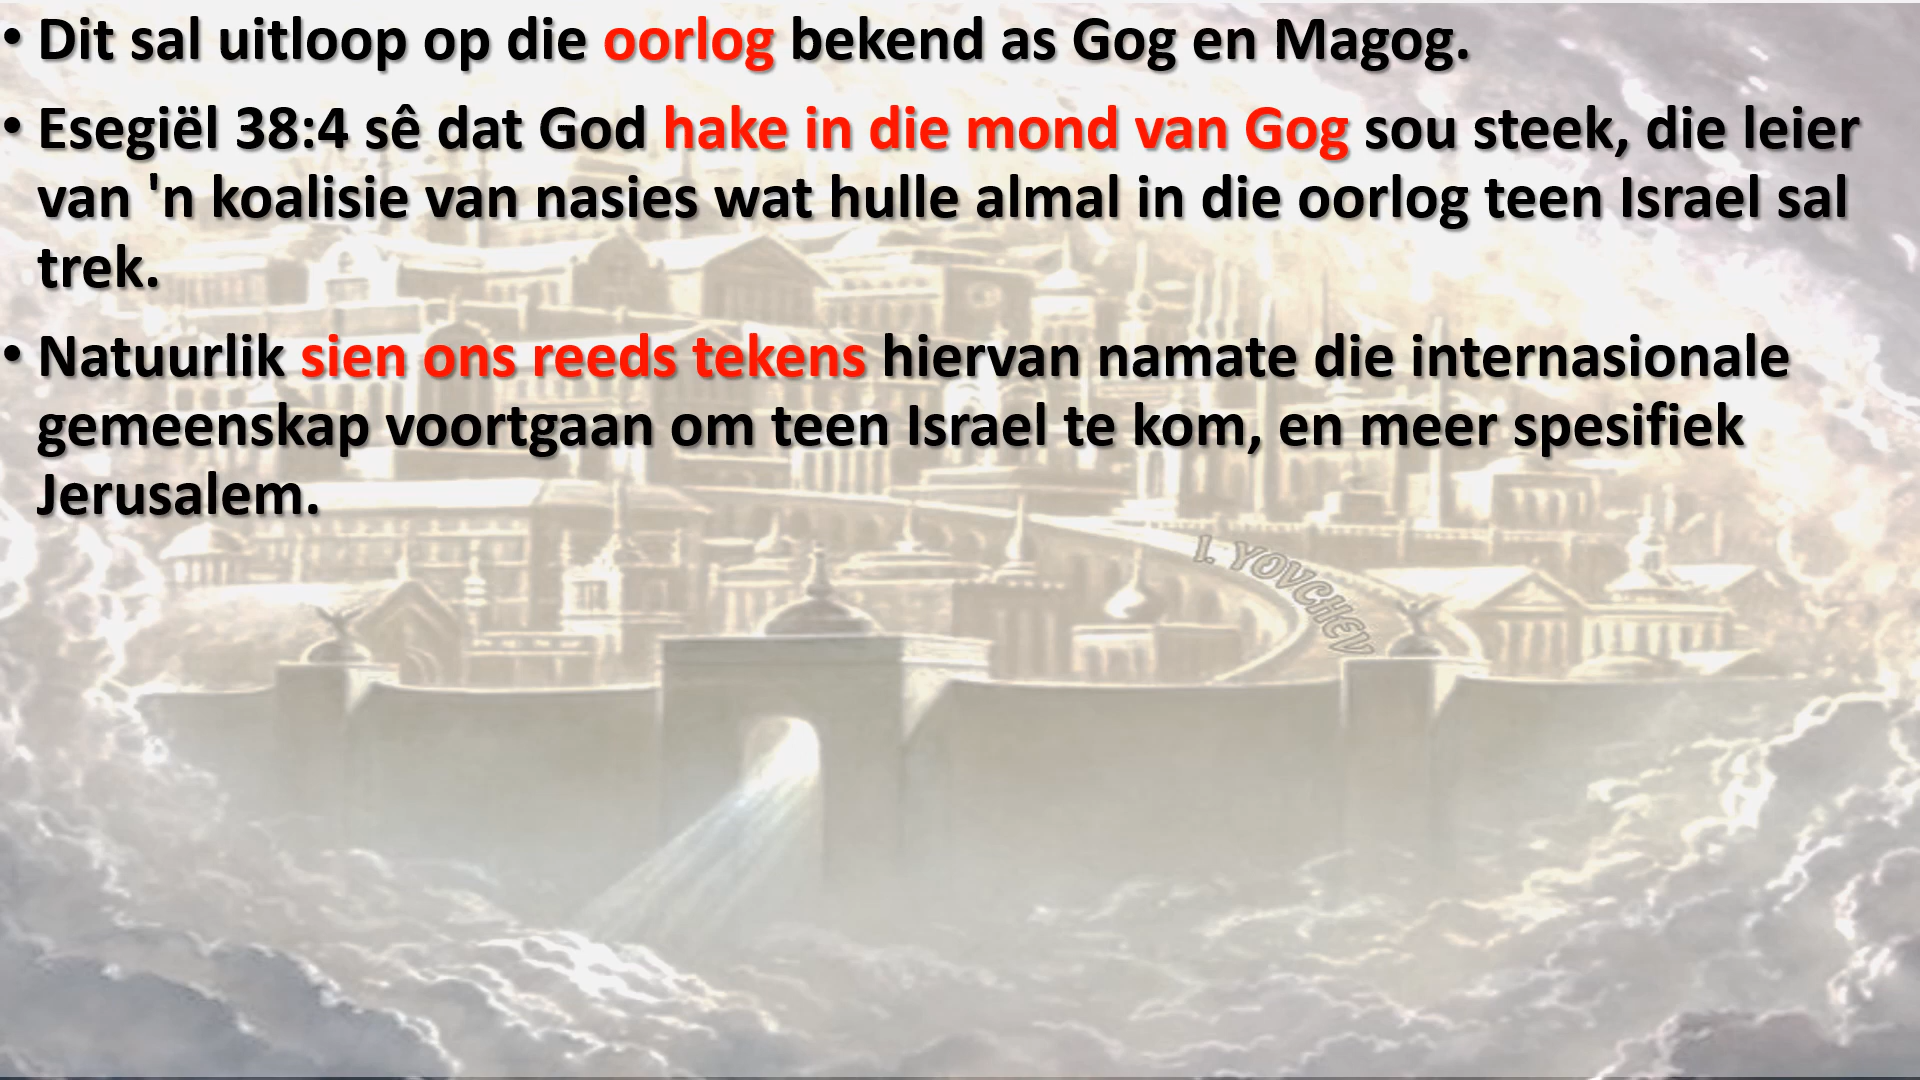 • Dit sal uitloop op die oorlog bekend as Gog en Magog.
• Esegiël 38:4 sê dat God hake in die mond van Gog sou steek, die leier
van 'n koalisie van nasies wat hulle almal in die oorlog teen Israel sal
trek.
• Natuurlik sien ons reeds tekens hiervan namate die internasionale
gemeenskap voortgaan om teen Israel te kom, en meer spesifiek
Jerusalem.
I. YOVCHEV